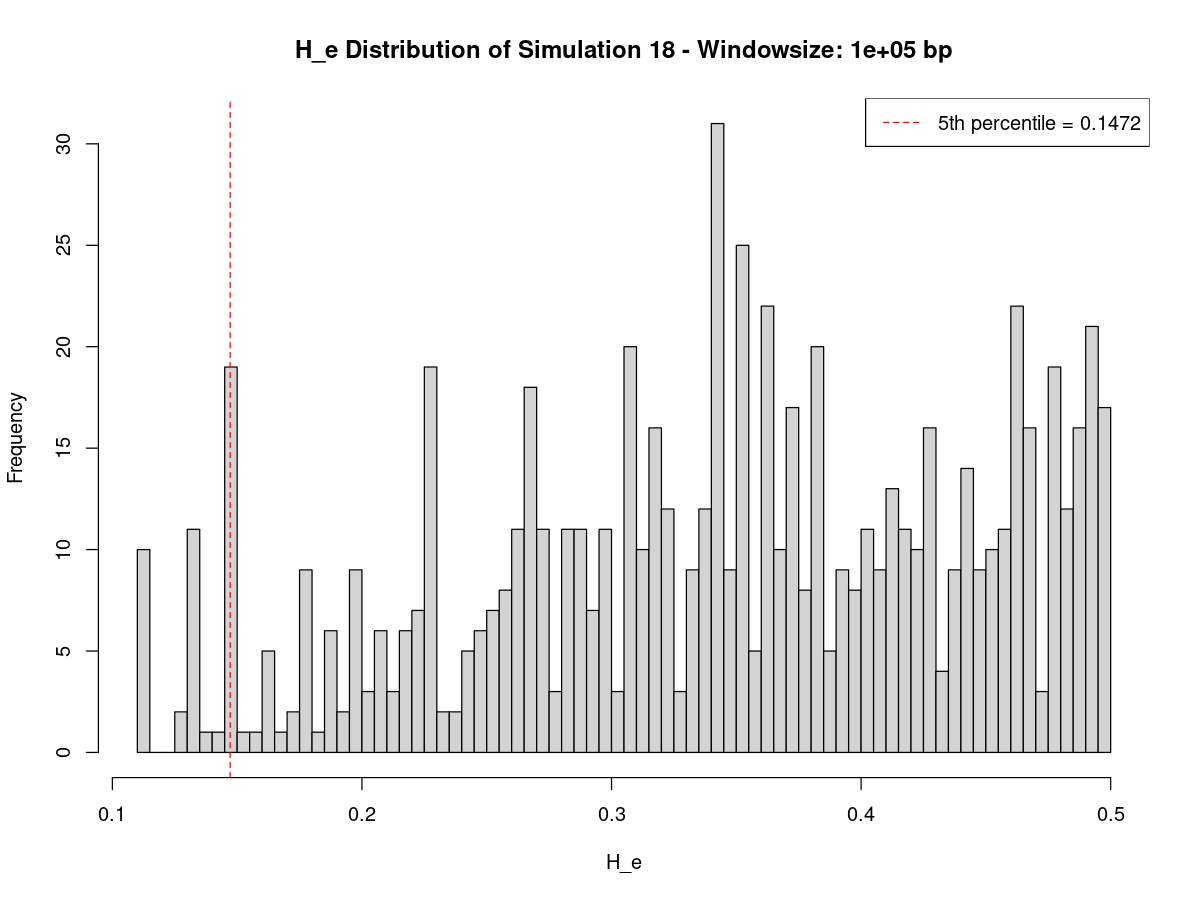 H_e Distribution of Simulation 18 - Windowsize: 1e+05 bp
5th percentile = 0.1472
Frequency
30
25
20
15
10
5
0
0.1 0.2 0.3 0.4 0.5
H_e